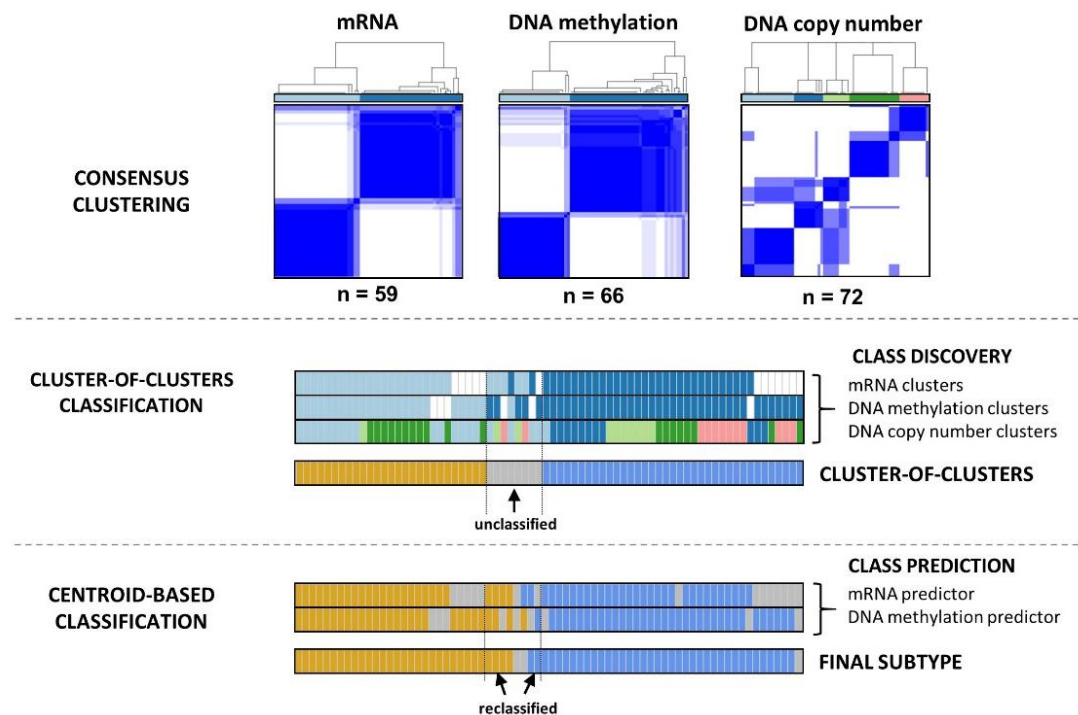 mRNA
DNA methylation
DNA copy number
CONSENSUS
CLUSTERING
n = 59
n = 66
n = 72
CLUSTER-OF-CLUSTERS
CLASSIFICATION
CLASS DISCOVERY
mRNA clusters
DNA methylation clusters
DNA copy number clusters
CLUSTER-OF-CLUSTERS
unclassified
CENTROID-BASED
CLASSIFICATION
CLASS PREDICTION
mRNA predictor
DNA methylation predictor
FINAL SUBTYPE
reclassified